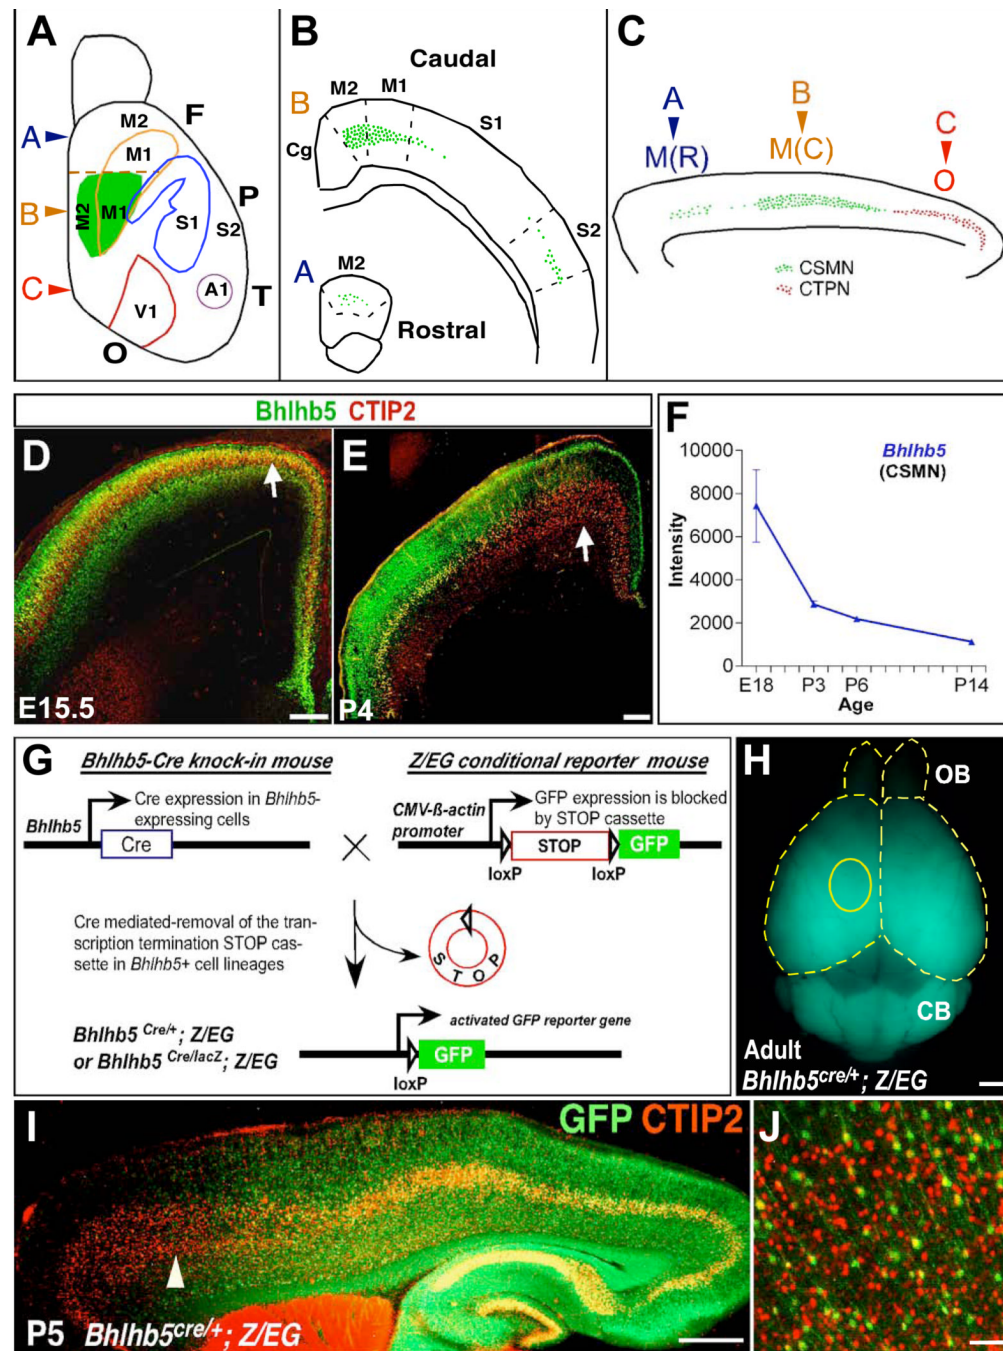 A
F
M2
A
M1
P
B
M2
M1
S1
S2
C
A1
T
V1
O
B
Caudal
M2
M1
B
S1
Cg
S2
A
M2
Rostral
C
A
B
C
M(R)
M(C)
O
CSMN
CTPN
Bhlhb5 CTIP2
D
E15.5
E
P4
F
Bhlhb5
(CSMN)
10000
8000
6000
4000
2000
0
Intensity
E18
P3
P6
P14
Age
G
Bhlhb5-Cre knock-in mouse
Z/EG conditional reporter mouse
Cre expression in Bhlhb5-
expressing cells
Bhlhb5
Cre
CMV-ß-actin
promoter
GFP expression is blocked
by STOP cassette
STOP
GFP
loxP
loxP
Cre mediated-removal of the tran-
scription termination STOP cas-
sette in Bhlhb5+ cell lineages
STOP
Bhlhb5 Cre/+; Z/EG
or Bhlhb5 Cre/lacZ; Z/EG
activated GFP reporter gene
GFP
loxP
H
OB
CB
Adult
Bhlhb5cre/+; Z/EG
I
GFP CTIP2
P5 Bhlhb5cre/+; Z/EG
J